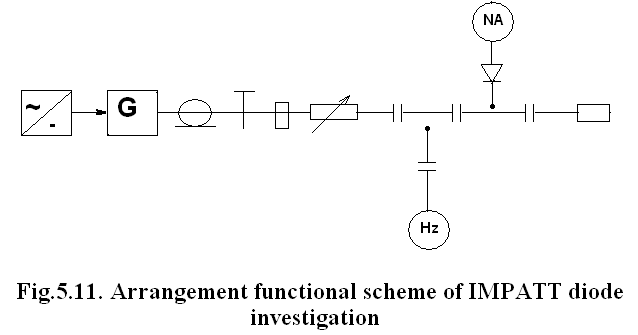 NA
~
-
G
Hz
Fig.5.11. Arrangement functional scheme of IMPATT diode
investigation